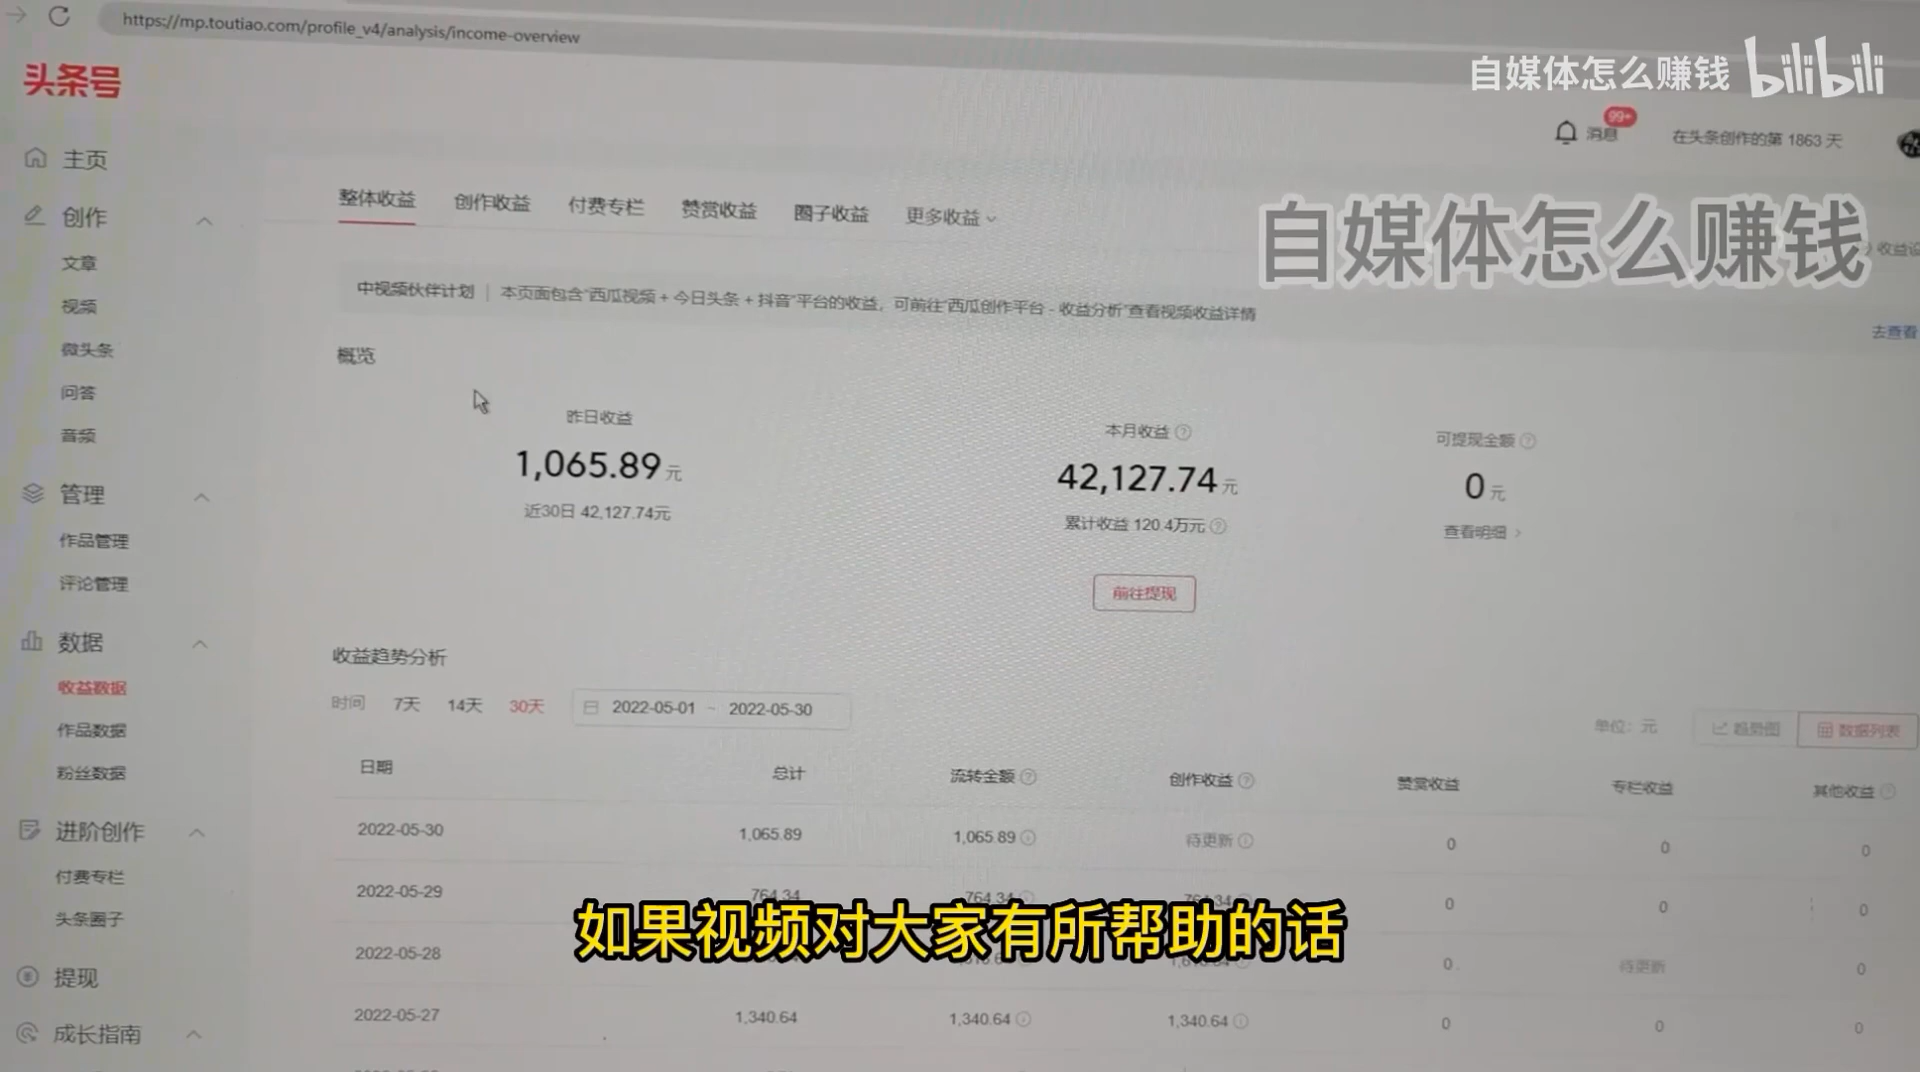 https://mp.toutiao.com/profile_v4/analysis/income-overview
自媒体怎么赚钱 bilibili
头条号
99+
消息
在头条创作的第 1863 天
主页
创作
文章
视频
微头条
问答
音频
管理
作品管理
评论管理
数据
收益数据
作品数据
粉丝数据
进阶创作
付费专栏
头条圈子
提现
成长指南
整体收益 创作收益 付费专栏 赞赏收益 圈子收益 更多收益
自媒体怎么赚钱
中视频伙伴计划 | 本页面包含“西瓜视频 + 今日头条 + 抖音”平台的收益，可前往“西瓜创作平台 - 收益分析”查看视频收益详情
去查看
概览
昨日收益
1,065.89 元
近30日 42,127.74元
本月收益
42,127.74 元
累计收益 120.4万元
前往提现
可提现金额
0 元
查看明细
收益趋势分析
时间 7天 14天 30天 2022-05-01 ~ 2022-05-30
单位：元 趋势图 数据列表
日期 总计 流转金额 创作收益 赞赏收益 专栏收益 其他收益
2022-05-30 1,065.89 1,065.89 待更新 0 0 0
2022-05-29 764.34 764.34 764.34 0 0 0
2022-05-28 0 待更新 0
2022-05-27 1,340.64 1,340.64 1,340.64 0 0 0
如果视频对大家有所帮助的话